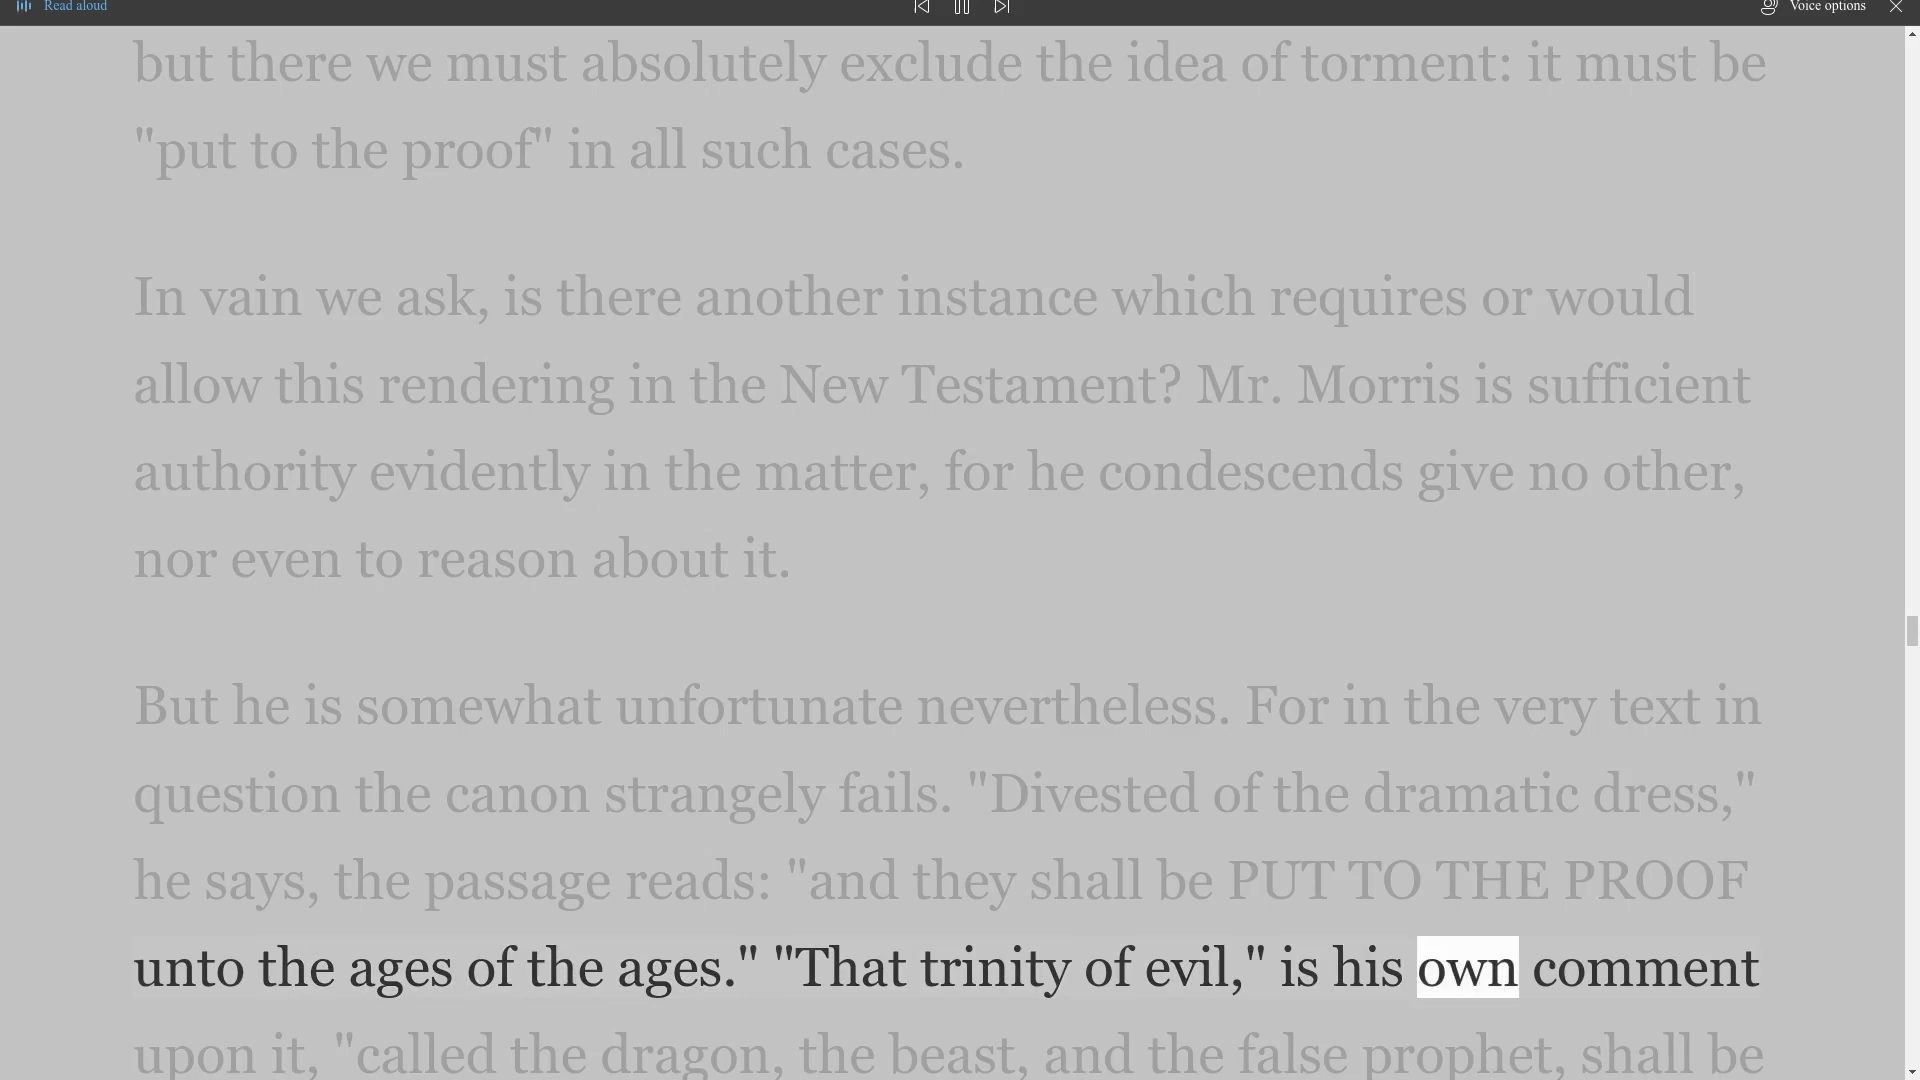 Read aloud
Voice options
but there we must absolutely exclude the idea of torment: it must be
"put to the proof" in all such cases.
In vain we ask, is there another instance which requires or would
allow this rendering in the New Testament? Mr. Morris is sufficient
authority evidently in the matter, for he condescends give no other,
nor even to reason about it.
But he is somewhat unfortunate nevertheless. For in the very text in
question the canon strangely fails. "Divested of the dramatic dress,"
he says, the passage reads: "and they shall be PUT TO THE PROOF
unto the ages of the ages." "That trinity of evil," is his own comment
upon it, "called the dragon, the beast, and the false prophet, shall be